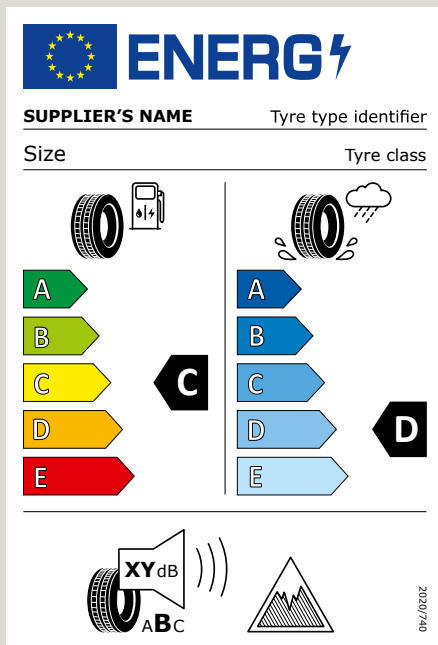 ENERG
SUPPLIER'S NAME Tyre type identifier
Size Tyre class
A A
B B
C C C
D D D
E E
XYdB
ABC
2020/740